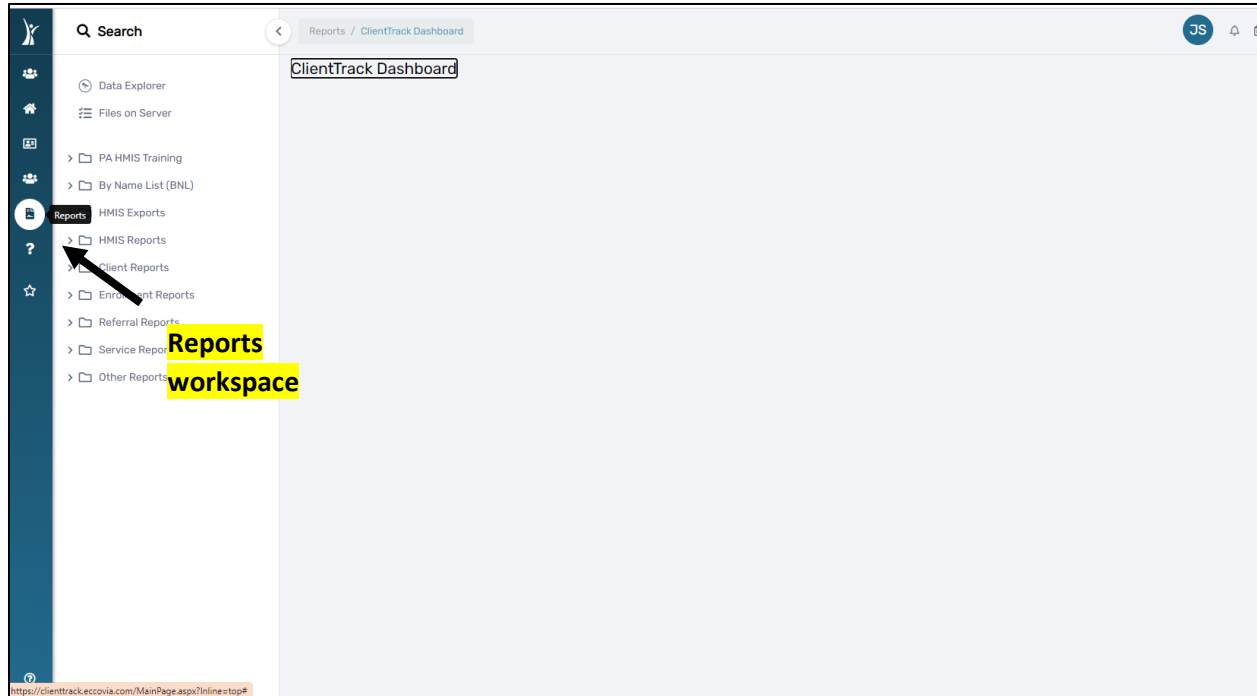 Search
Reports / ClientTrack Dashboard
JS
ClientTrack Dashboard
Data Explorer
Files on Server
PA HMIS Training
By Name List (BNL)
Reports
HMIS Exports
HMIS Reports
?
Client Reports
Enrollment Reports
Referral Reports
Service Repor
Other Reports
Reports
workspace
?
https://clienttrack.eccovia.com/MainPage.aspx?Inline=top#